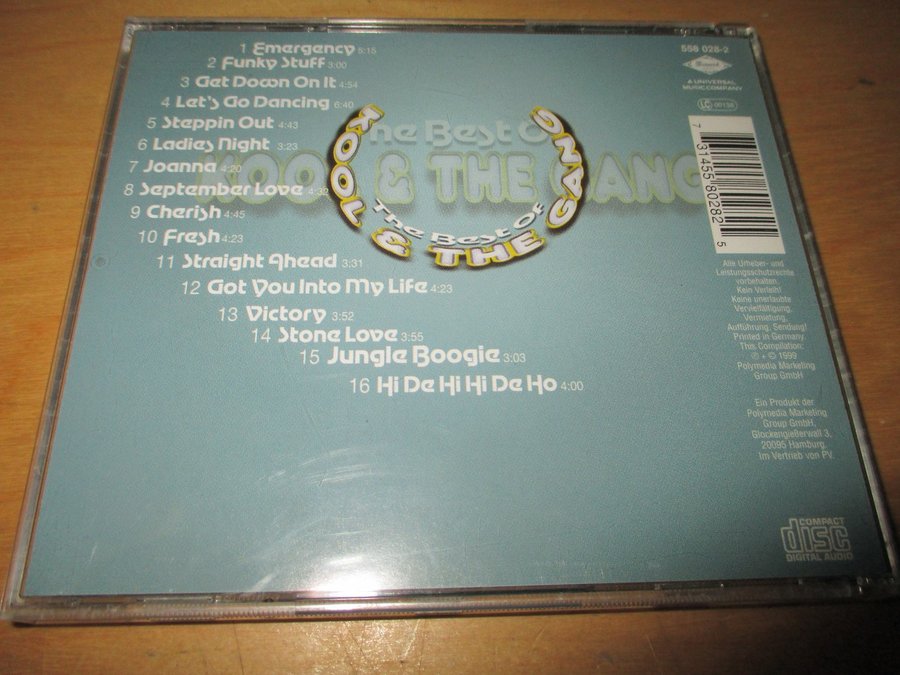 1 Emergency 5:15
2 Funky Stuff 3:00
3 Get Down On It 4:54
4 Let's Go Dancing 6:40
5 Steppin Out 4:43
6 Ladies Night 3:23
7 Joanna 4:20
8 September Love 4:32
9 Cherish 4:45
10 Fresh 4:23
11 Straight Ahead 3:31
12 Got You Into My Life 4:23
13 Victory 3:52
14 Stone Love 3:55
15 Jungle Boogie 3:03
16 Hi De Hi Hi De Ho 4:00
The Best Of
KOOL & THE GANG
The Best Of
KOOL & THE GANG
558 028-2
A UNIVERSAL
MUSIC COMPANY
LC 00138
7 31455 80282 5
Alle Urheber- und
Leistungsschutzrechte
vorbehalten.
Kein Verleih!
Keine unerlaubte
Vervielfältigung,
Vermietung,
Aufführung, Sendung!
Printed in Germany.
This Compilation:
℗ + © 1999
Polymedia Marketing
Group GmbH
Ein Produkt der
Polymedia Marketing
Group GmbH,
Glockengießerwall 3,
20095 Hamburg.
Im Vertrieb von PV.
COMPACT
disc
DIGITAL AUDIO